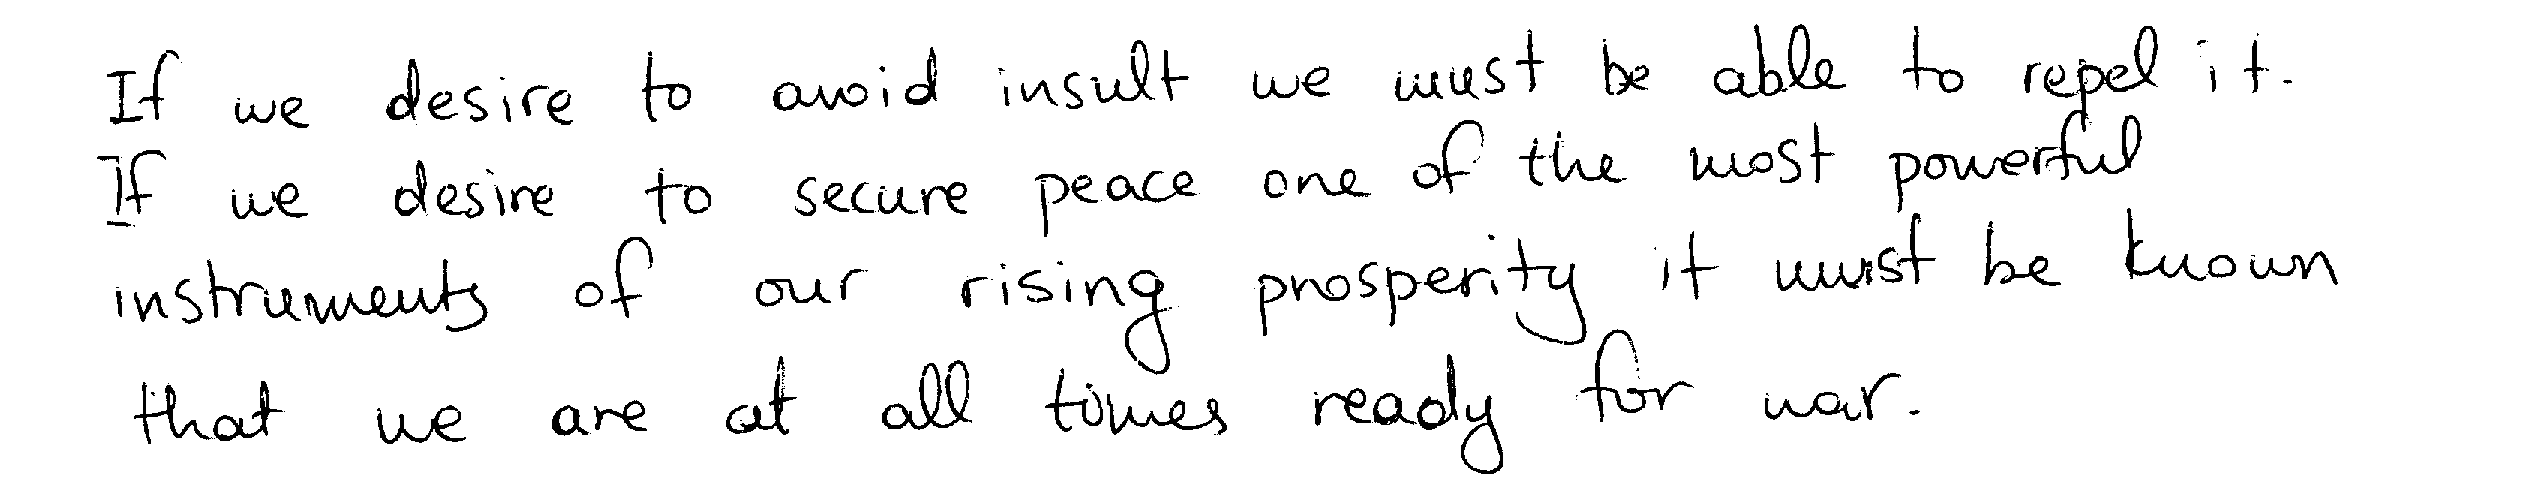 If we desire to avoid insult we must be able to repel it.
If we desire to secure peace one of the most powerful
instruments of our rising prosperity it must be known
that we are at all times ready for war.